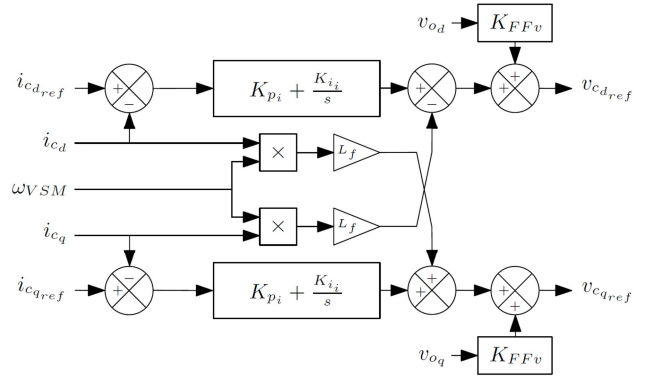 v_{o_d} K_{FFv}
i_{c_{d_{ref}}} + − K_{p_i} + \frac{K_{i_i}}{s} + − + + v_{c_{d_{ref}}}
i_{c_d} × L_f
ω_{VSM}
i_{c_q} × L_f
i_{c_{q_{ref}}} − + K_{p_i} + \frac{K_{i_i}}{s} + + + + v_{c_{q_{ref}}}
v_{o_q} K_{FFv}